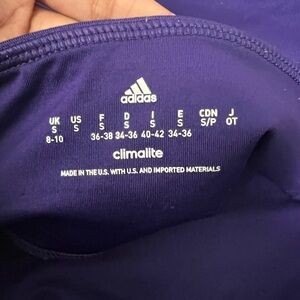 adidas
UK US F D I E CDN J
S S S S S S S/P OT
8-10 36-38 34-36 40-42 34-36
climalite
MADE IN THE U.S. WITH U.S. AND IMPORTED MATERIALS